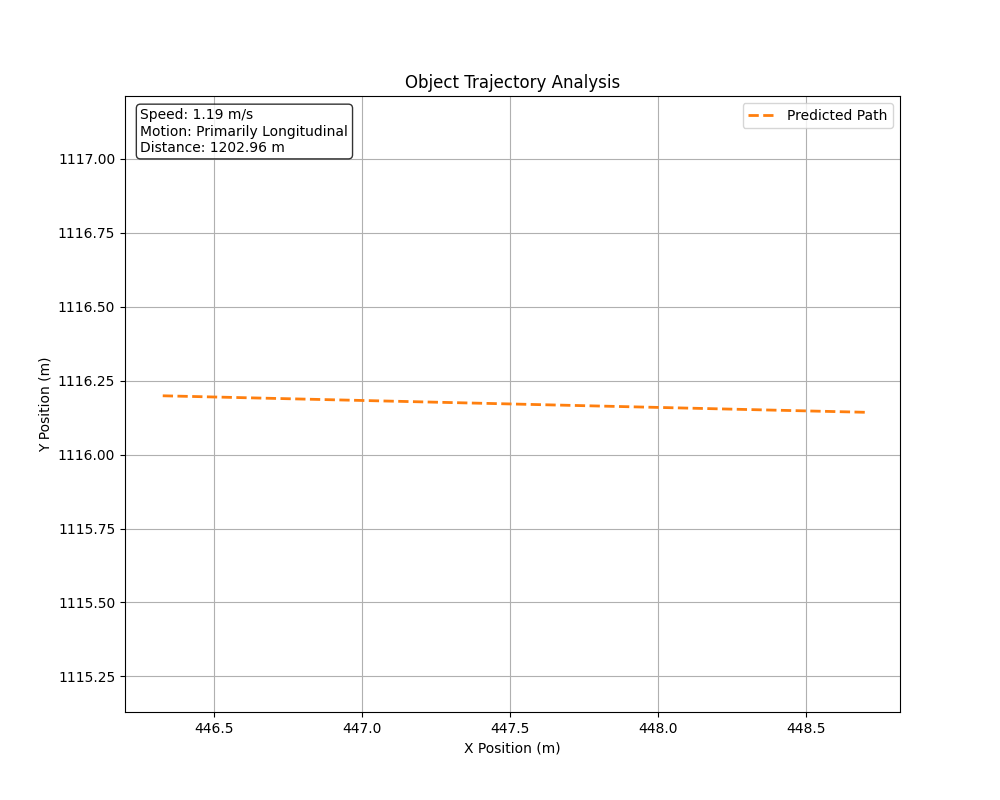 Object Trajectory Analysis
Speed: 1.19 m/s
Motion: Primarily Longitudinal
Distance: 1202.96 m
Predicted Path
1117.00
1116.75
1116.50
1116.25
1116.00
1115.75
1115.50
1115.25
Y Position (m)
446.5 447.0 447.5 448.0 448.5
X Position (m)